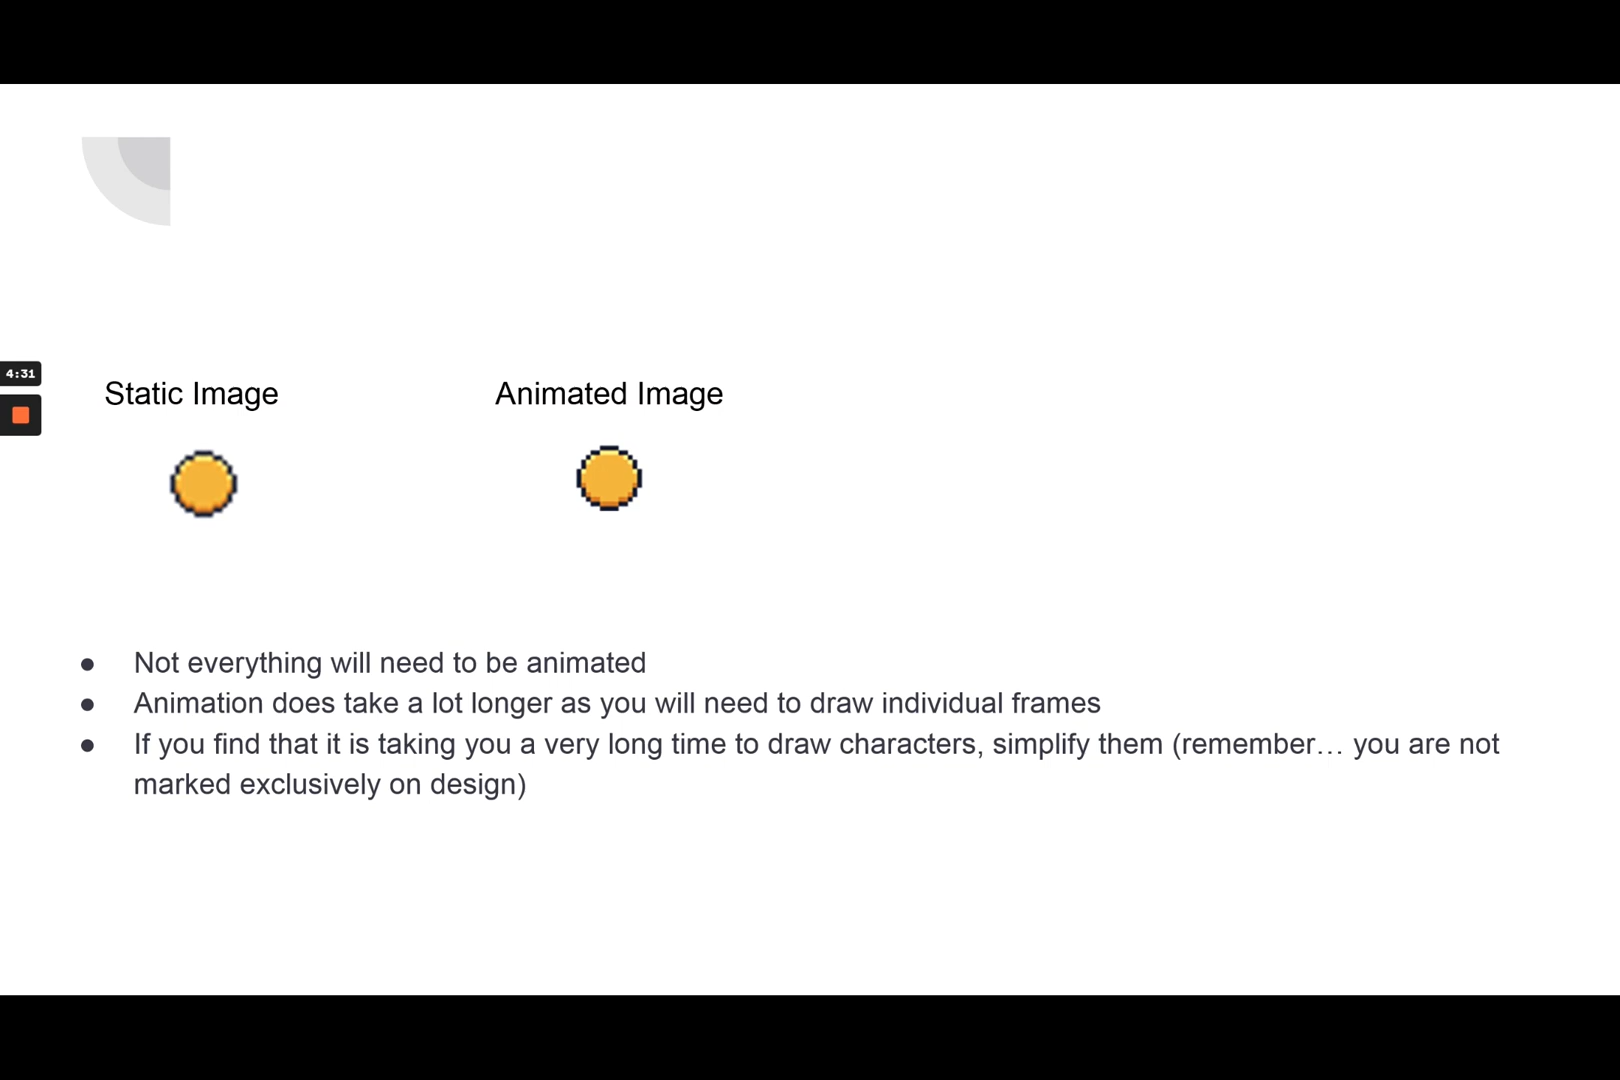 4:31
Static Image
Animated Image
● Not everything will need to be animated
● Animation does take a lot longer as you will need to draw individual frames
● If you find that it is taking you a very long time to draw characters, simplify them (remember… you are not
marked exclusively on design)